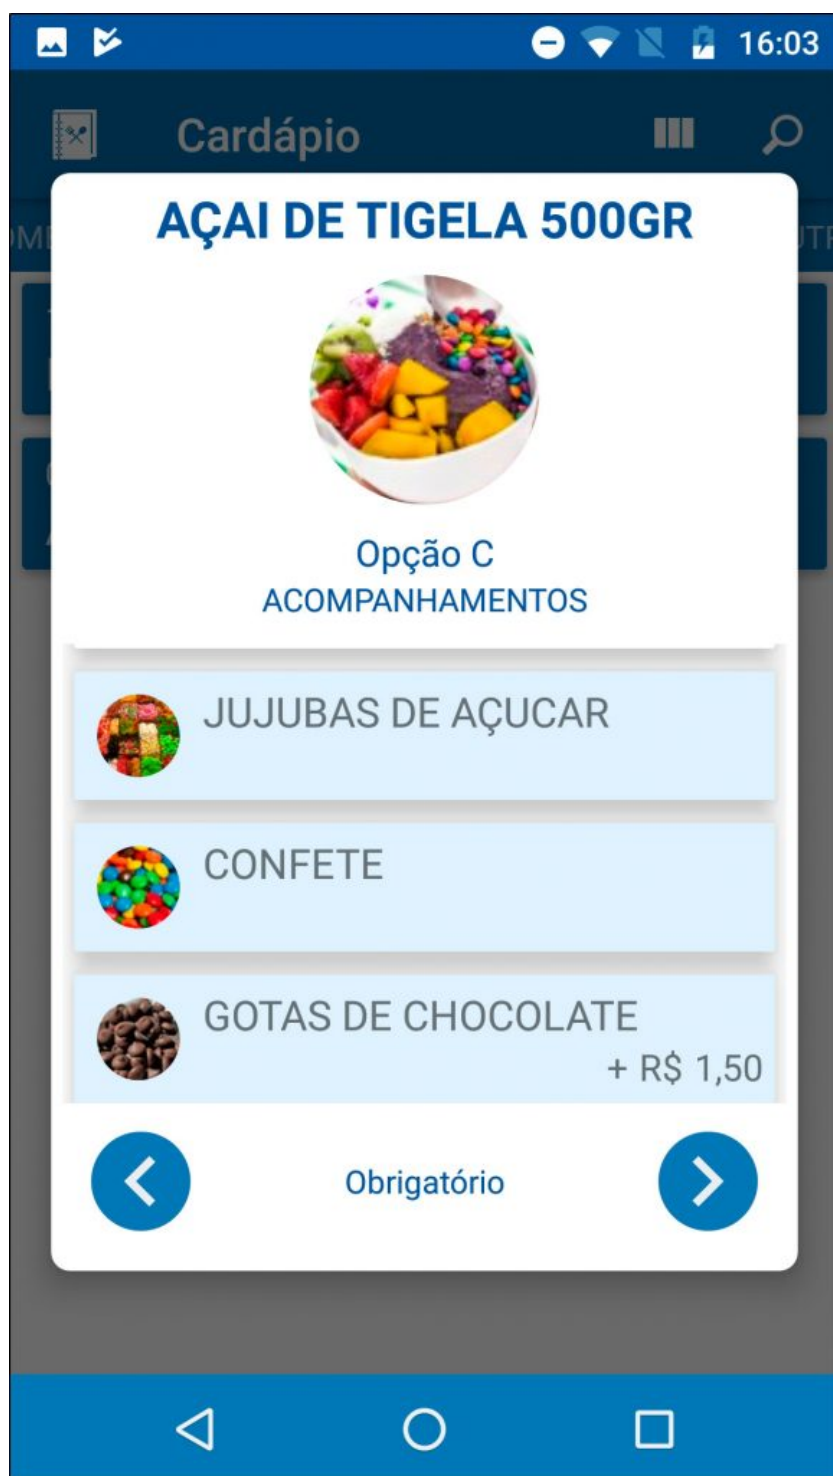 16:03
Cardápio
AÇAI DE TIGELA 500GR
Opção C
ACOMPANHAMENTOS
JUJUBAS DE AÇUCAR
CONFETE
GOTAS DE CHOCOLATE
+ R$ 1,50
Obrigatório